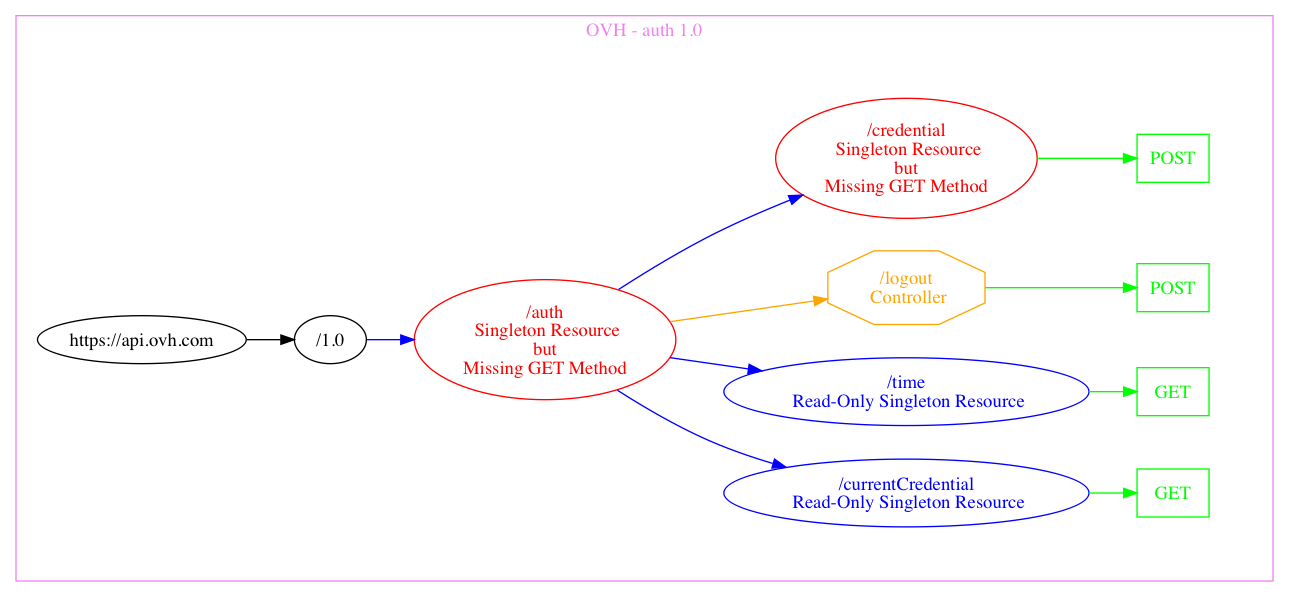 OVH - auth 1.0
https://api.ovh.com
/1.0
/auth
Singleton Resource
but
Missing GET Method
/credential
Singleton Resource
but
Missing GET Method
POST
/logout
Controller
POST
/time
Read-Only Singleton Resource
GET
/currentCredential
Read-Only Singleton Resource
GET